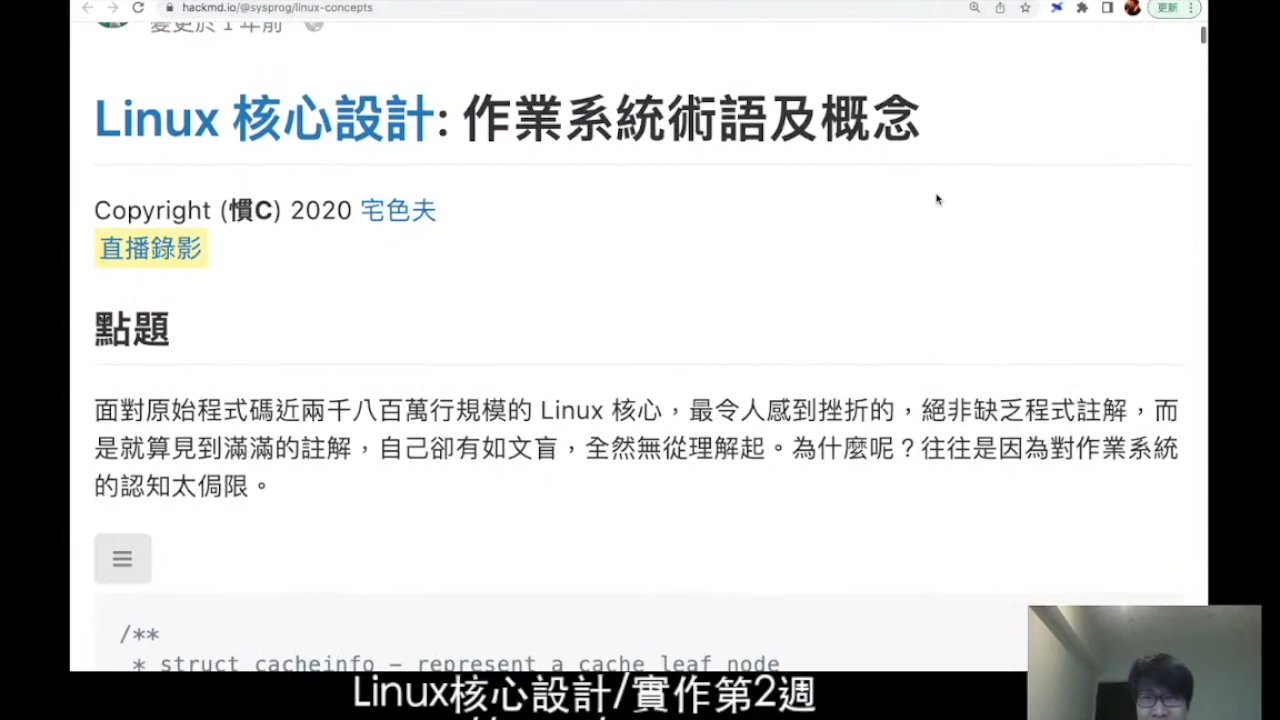 hackmd.io/@sysprog/linux-concepts
更新
變更於 1 年前
Linux 核心設計: 作業系統術語及概念
Copyright (慣C) 2020 宅色夫
直播錄影
點題
面對原始程式碼近兩千八百萬行規模的 Linux 核心，最令人感到挫折的，絕非缺乏程式註解，而
是就算見到滿滿的註解，自己卻有如文盲，全然無從理解起。為什麼呢？往往是因為對作業系統
的認知太侷限。
/**
* struct cacheinfo – represent a cache leaf node
Linux核心設計/實作第2週